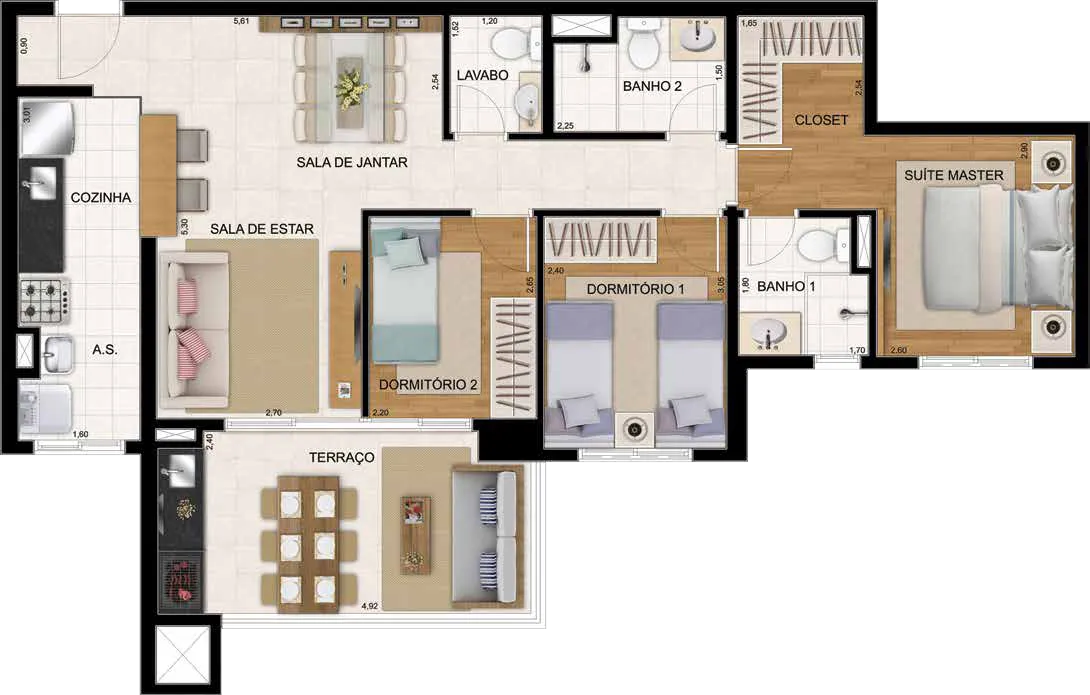 5,61
1,52
1,20
1,65
0,90
2,54
LAVABO
BANHO 2
1,50
2,54
3,01
2,25
CLOSET
2,90
SALA DE JANTAR
SUÍTE MASTER
COZINHA
5,30
SALA DE ESTAR
2,40
2,65
DORMITÓRIO 1
3,05
1,80
BANHO 1
A.S.
1,70
2,60
DORMITÓRIO 2
2,70
2,20
1,60
2,40
TERRAÇO
4,92